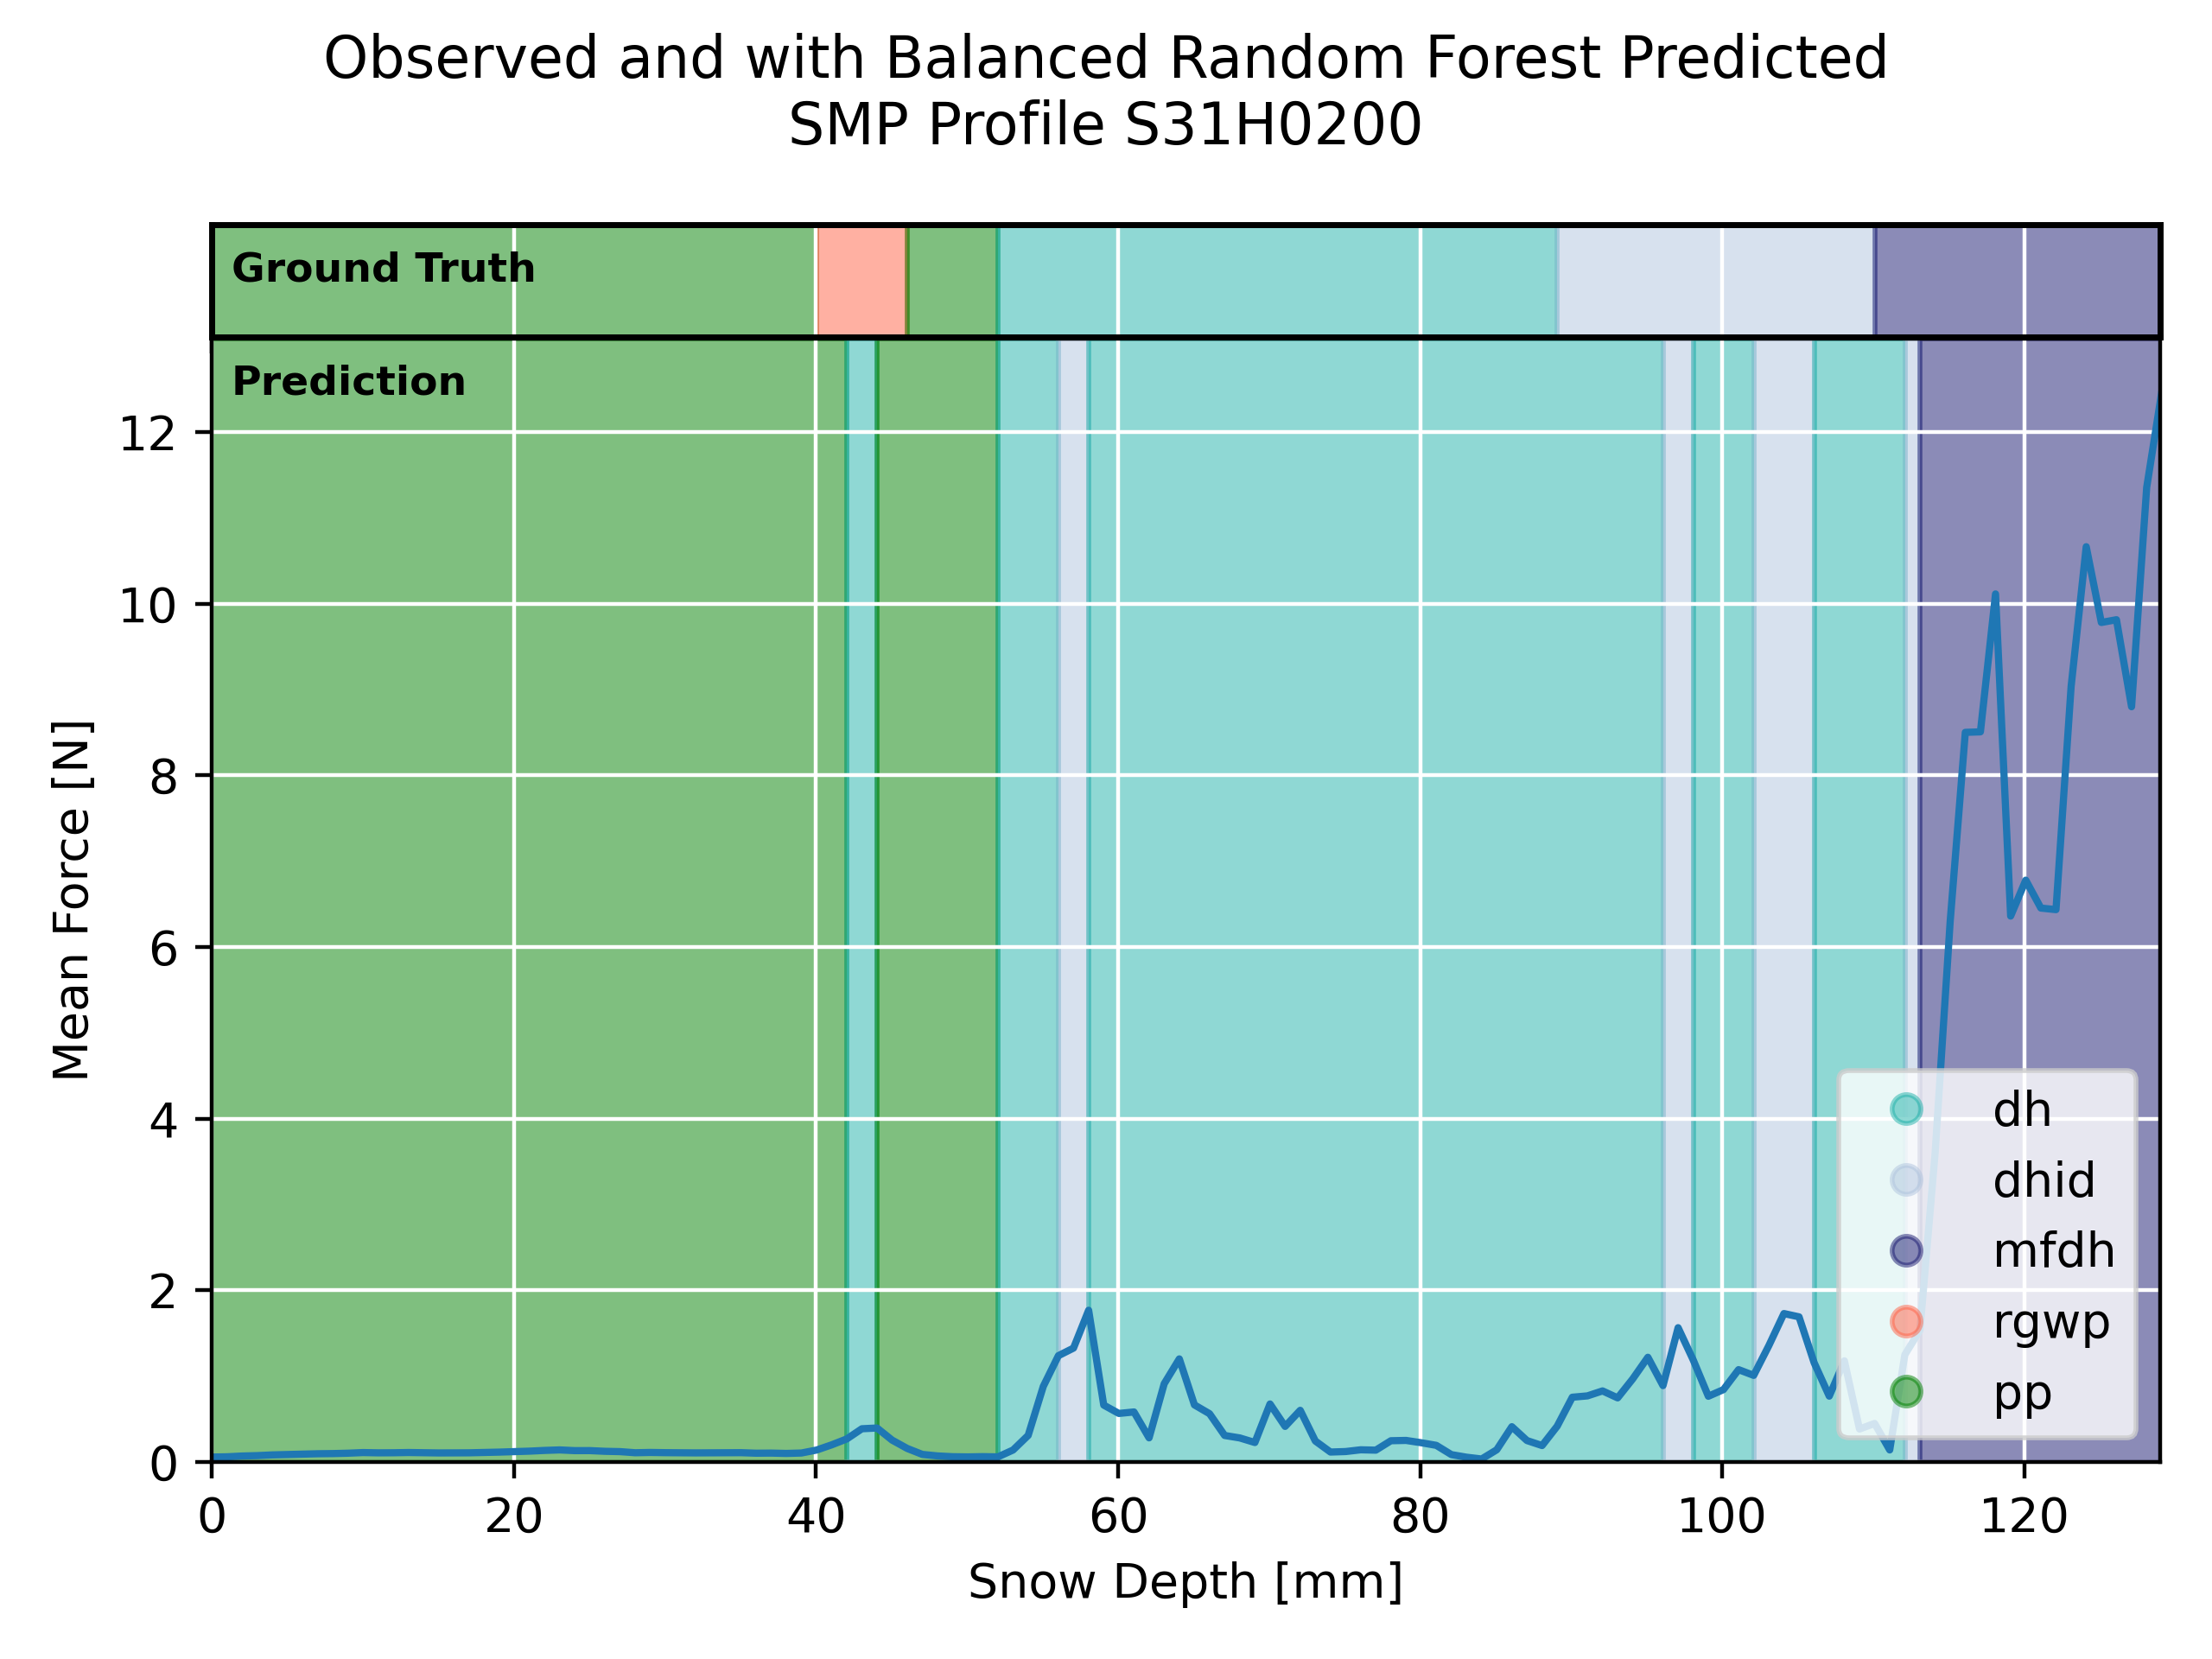 Observed and with Balanced Random Forest Predicted
SMP Profile S31H0200
Ground Truth
Prediction
12
10
8
6
4
2
0
Mean Force [N]
dh
dhid
mfdh
rgwp
pp
0 20 40 60 80 100 120
Snow Depth [mm]